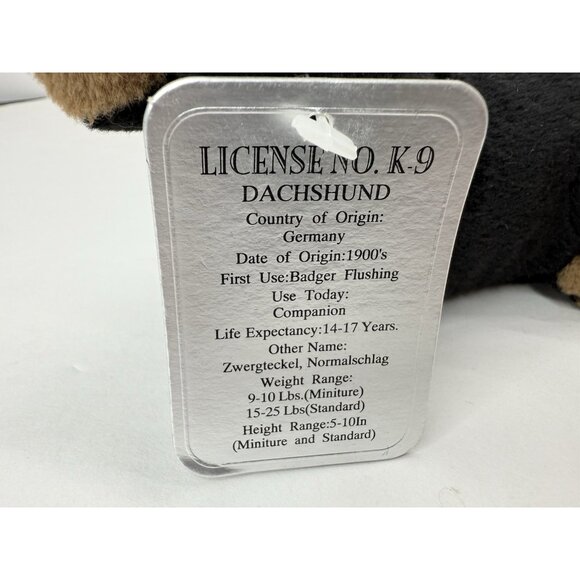 LICENSE NO. K-9
DACHSHUND
Country of Origin:
Germany
Date of Origin:1900's
First Use:Badger Flushing
Use Today:
Companion
Life Expectancy:14-17 Years.
Other Name:
Zwergteckel, Normalschlag
Weight Range:
9-10 Lbs.(Miniture)
15-25 Lbs(Standard)
Height Range:5-10In
(Miniture and Standard)